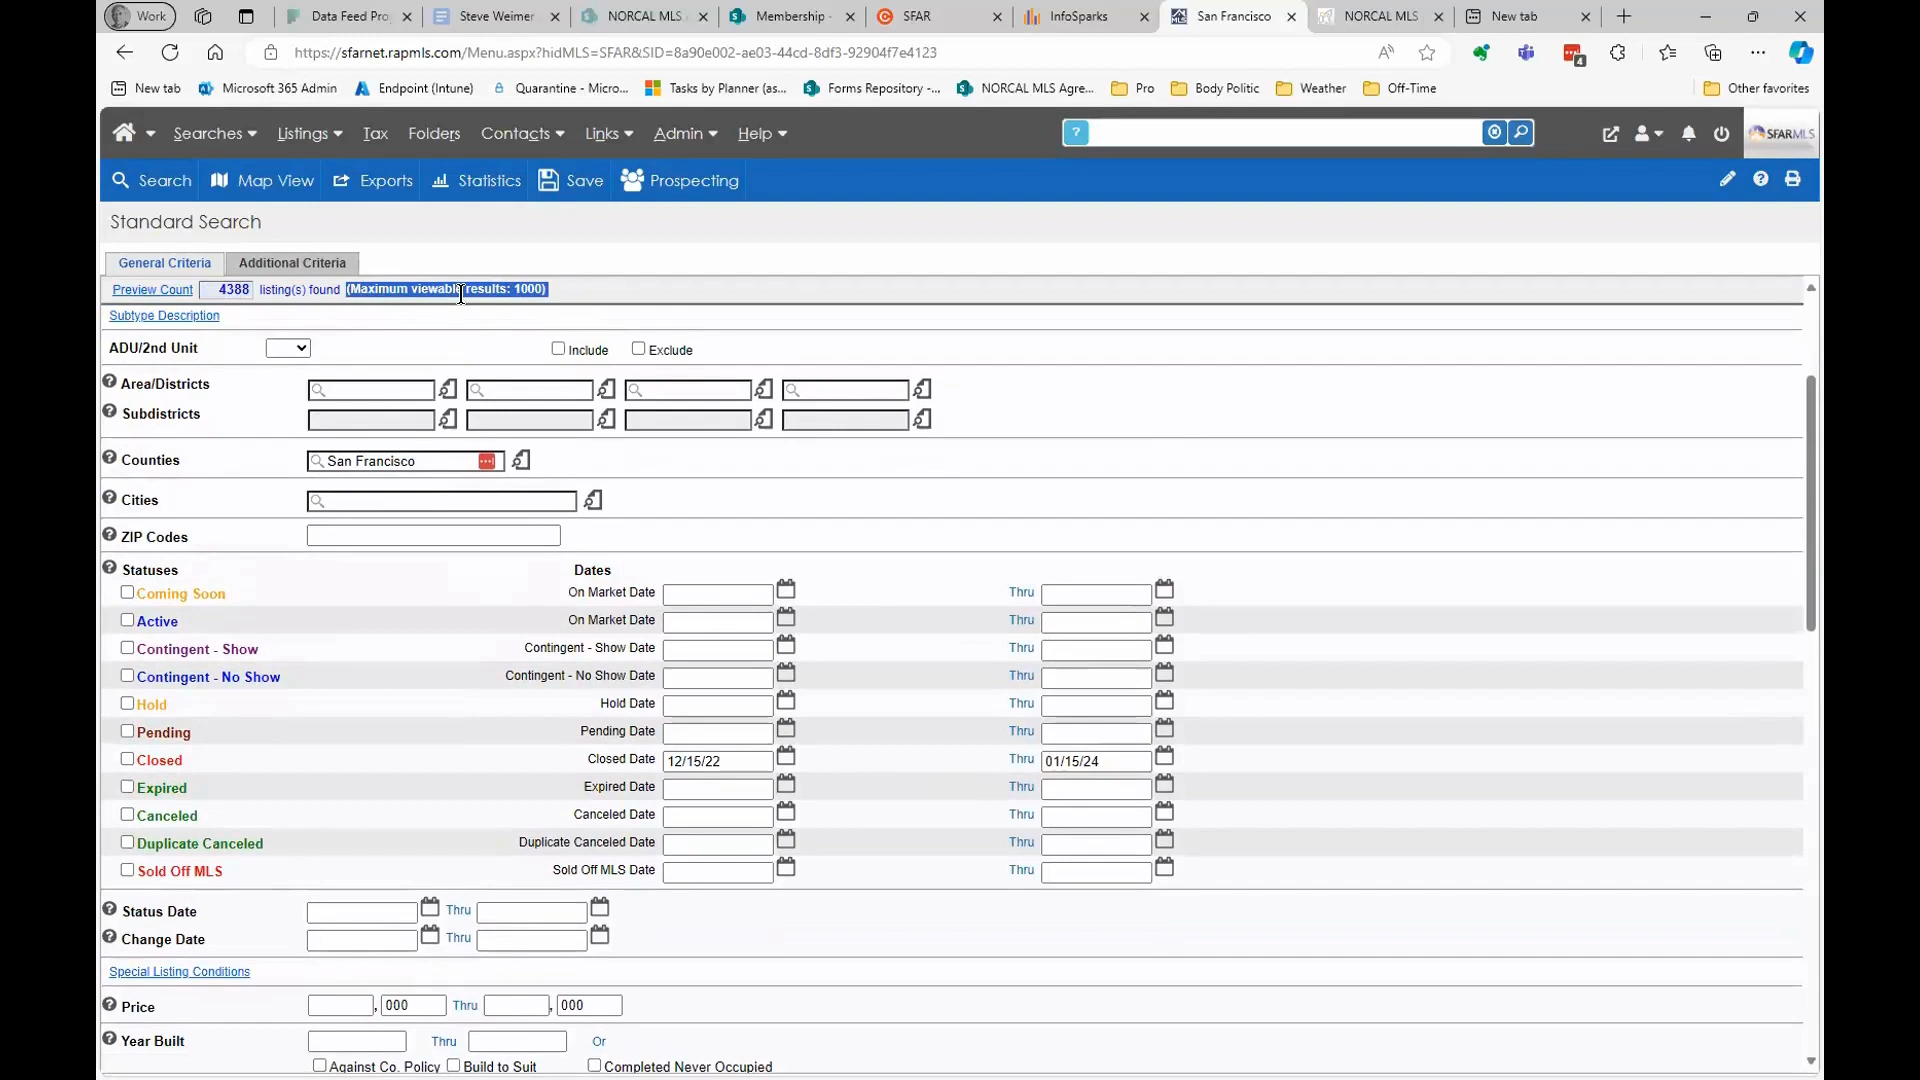 Work
Data Feed Pro
Steve Weimer
NORCAL MLS
Membership -
SFAR
InfoSparks
San Francisco
NORCAL MLS
New tab
https://sfarnet.rapmls.com/Menu.aspx?hidMLS=SFAR&SID=8a90e002-ae03-44cd-8df3-92904f7e4123
4
New tab
Microsoft 365 Admin
Endpoint (Intune)
Quarantine - Micro...
Tasks by Planner (as...
Forms Repository -...
NORCAL MLS Agre...
Pro
Body Politic
Weather
Off-Time
Other favorites
Searches
Listings
Tax
Folders
Contacts
Links
Admin
Help
?
SFARMLS
Search
Map View
Exports
Statistics
Save
Prospecting
Standard Search
General Criteria
Additional Criteria
Preview Count 4388 listing(s) found (Maximum viewable results: 1000)
Subtype Description
ADU/2nd Unit
Include
Exclude
Area/Districts
Subdistricts
Counties San Francisco
Cities
ZIP Codes
Statuses Dates
Coming Soon On Market Date Thru
Active On Market Date Thru
Contingent - Show Contingent - Show Date Thru
Contingent - No Show Contingent - No Show Date Thru
Hold Hold Date Thru
Pending Pending Date Thru
Closed Closed Date 12/15/22 Thru 01/15/24
Expired Expired Date Thru
Canceled Canceled Date Thru
Duplicate Canceled Duplicate Canceled Date Thru
Sold Off MLS Sold Off MLS Date Thru
Status Date Thru
Change Date Thru
Special Listing Conditions
Price , 000 Thru , 000
Year Built Thru Or
Against Co. Policy Build to Suit Completed Never Occupied